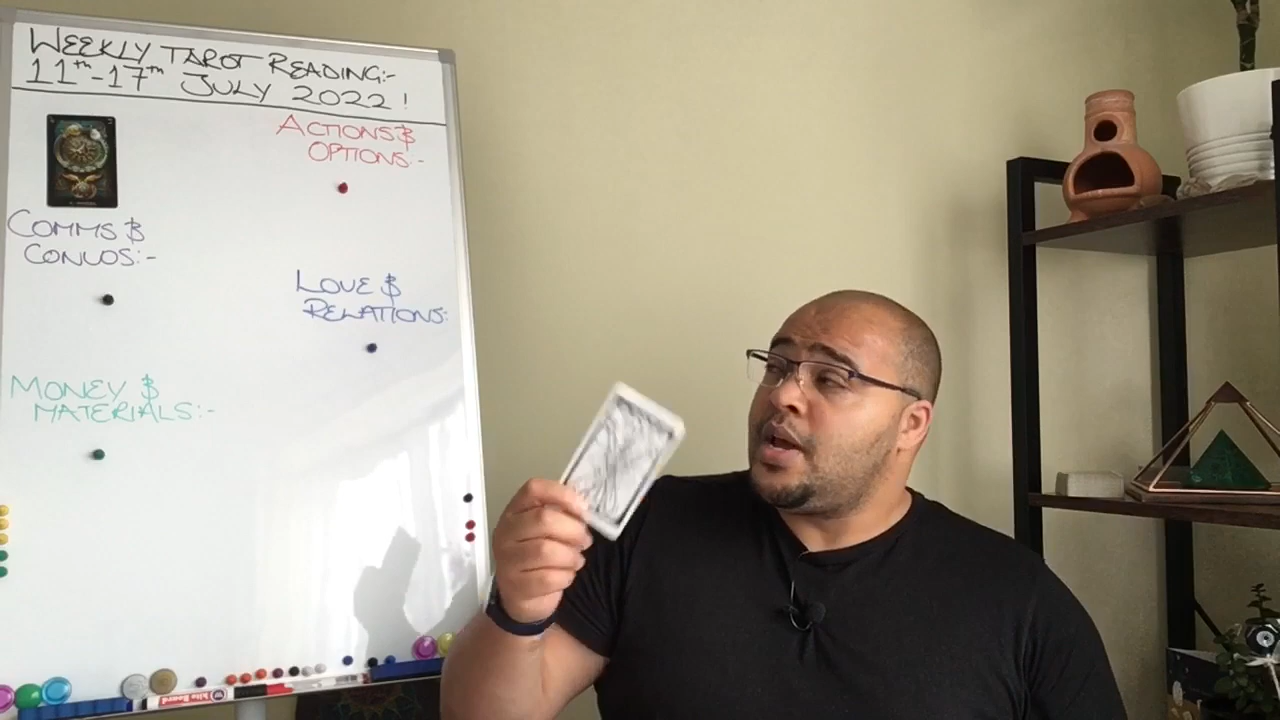 WEEKLY TAROT READING:-
11th-17th JULY 2022!
ACTIONS &
OPTIONS:-
COMMS &
CONVOS:-
LOVE &
RELATIONS:
MONEY &
MATERIALS:-